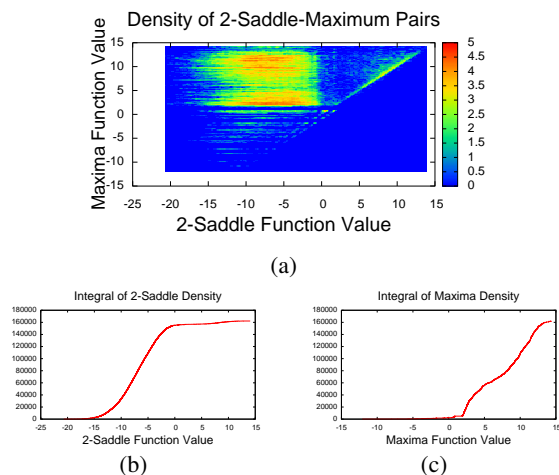 Density of 2-Saddle-Maximum Pairs
Maxima Function Value
15
10
5
0
-5
-10
-15
-25 -20 -15 -10 -5 0 5 10 15
2-Saddle Function Value
5
4.5
4
3.5
3
2.5
2
1.5
1
0.5
0
(a)
Integral of 2-Saddle Density
180000
160000
140000
120000
100000
80000
60000
40000
20000
0
-25 -20 -15 -10 -5 0 5 10 15
2-Saddle Function Value
(b)
Integral of Maxima Density
180000
160000
140000
120000
100000
80000
60000
40000
20000
0
-15 -10 -5 0 5 10 15
Maxima Function Value
(c)